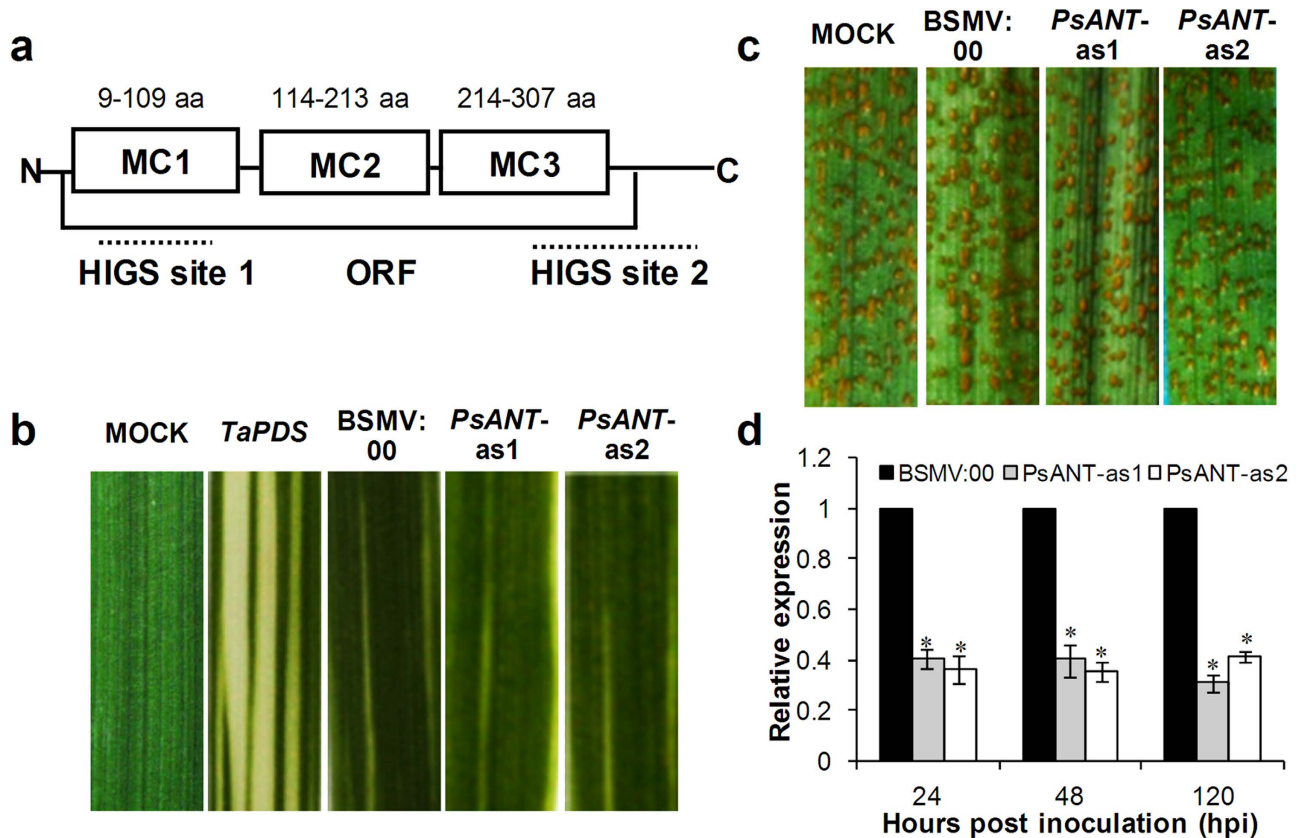 a
9-109 aa 114-213 aa 214-307 aa
N MC1 MC2 MC3 C
HIGS site 1 ORF HIGS site 2
b
MOCK TaPDS BSMV: 00 PsANT-as1 PsANT-as2
c
MOCK BSMV: 00 PsANT-as1 PsANT-as2
d
Relative expression
1.2
1
0.8
0.6
0.4
0.2
0
BSMV:00 PsANT-as1 PsANT-as2
* * * * * *
24 48 120
Hours post inoculation (hpi)